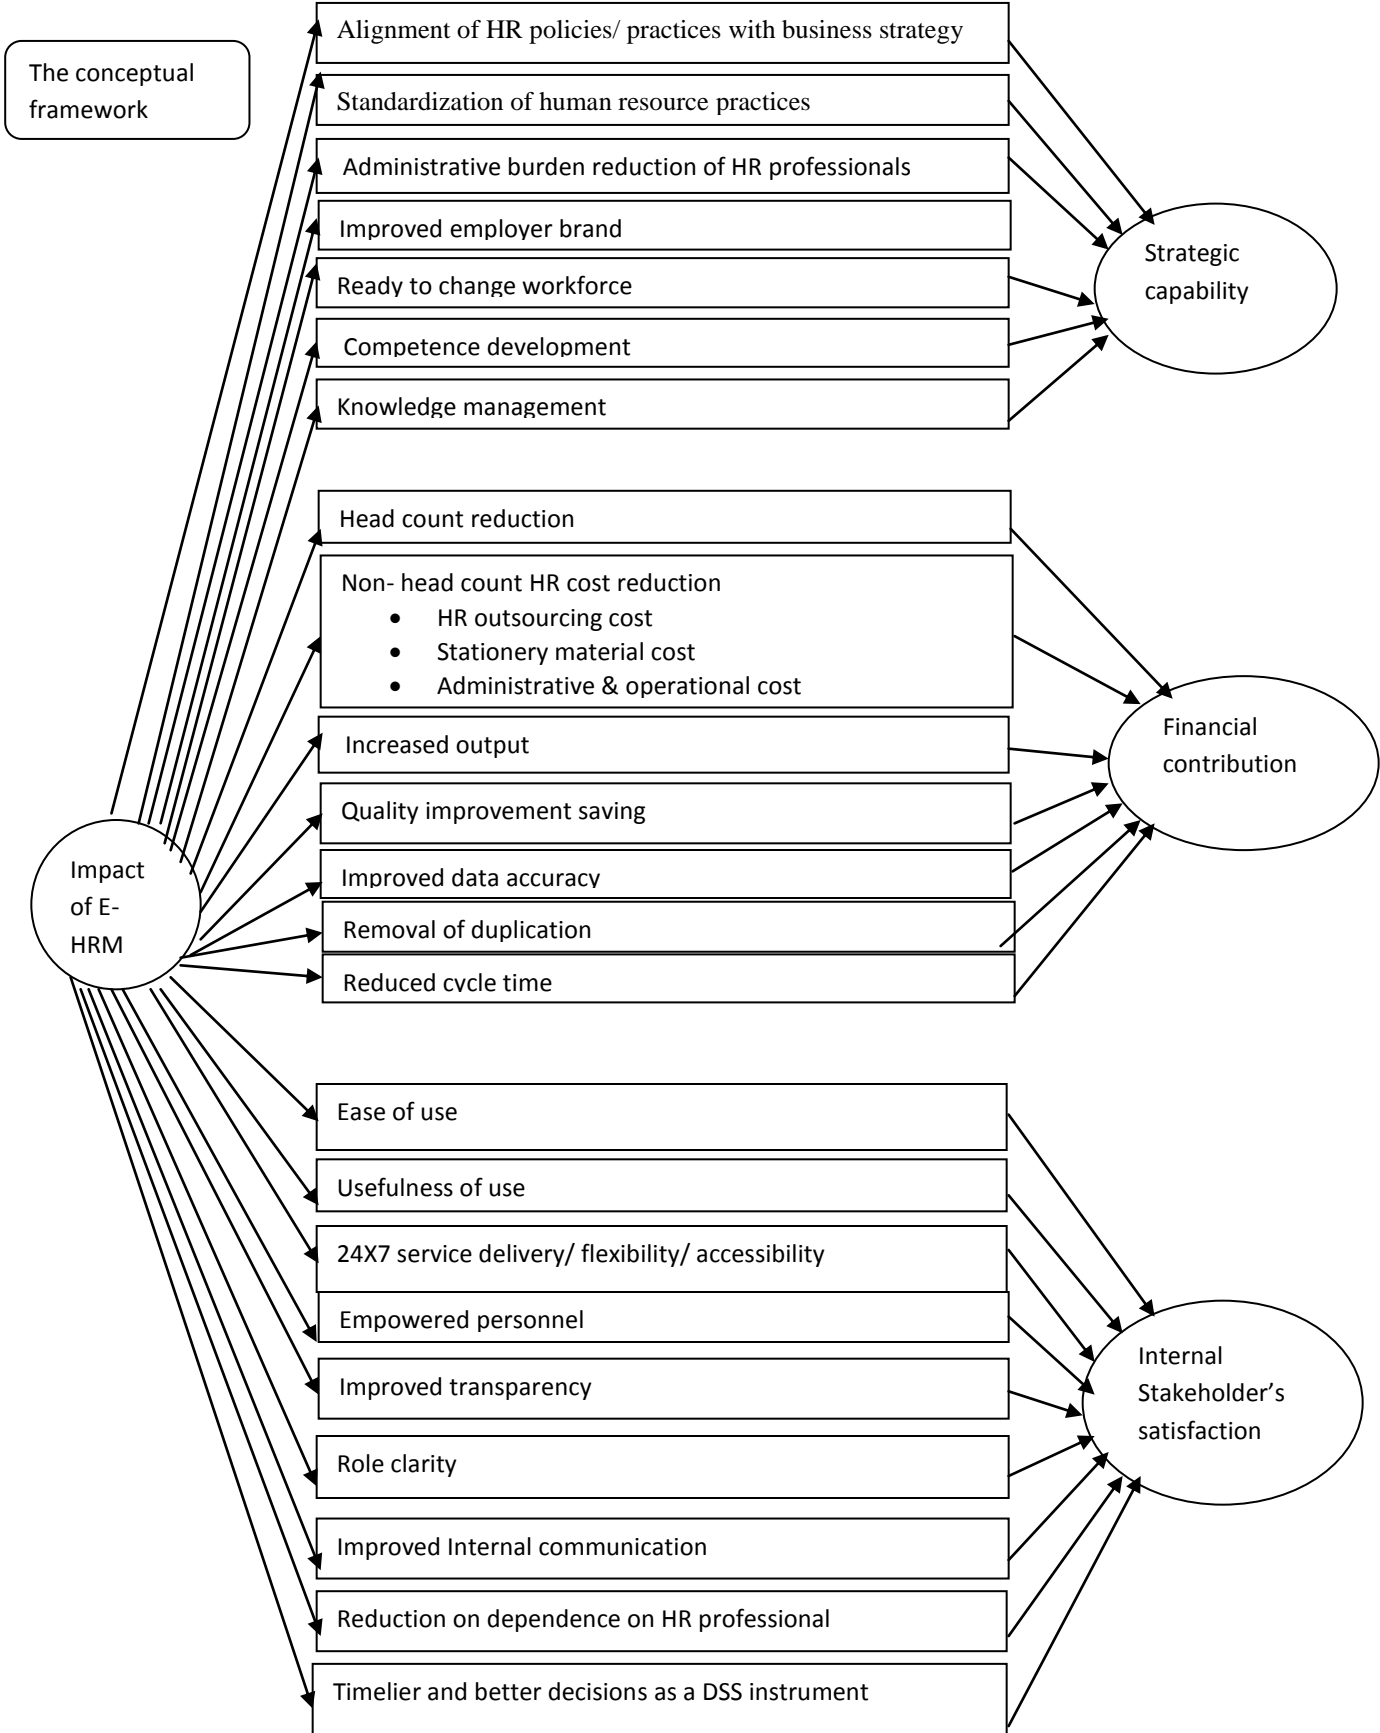 The conceptual
framework
Alignment of HR policies/ practices with business strategy
Standardization of human resource practices
Administrative burden reduction of HR professionals
Improved employer brand
Ready to change workforce
Competence development
Knowledge management
Strategic
capability
Head count reduction
Non- head count HR cost reduction
• HR outsourcing cost
• Stationery material cost
• Administrative & operational cost
Increased output
Quality improvement saving
Improved data accuracy
Removal of duplication
Reduced cycle time
Financial
contribution
Impact
of E-
HRM
Ease of use
Usefulness of use
24X7 service delivery/ flexibility/ accessibility
Empowered personnel
Improved transparency
Role clarity
Improved Internal communication
Reduction on dependence on HR professional
Timelier and better decisions as a DSS instrument
Internal
Stakeholder’s
satisfaction